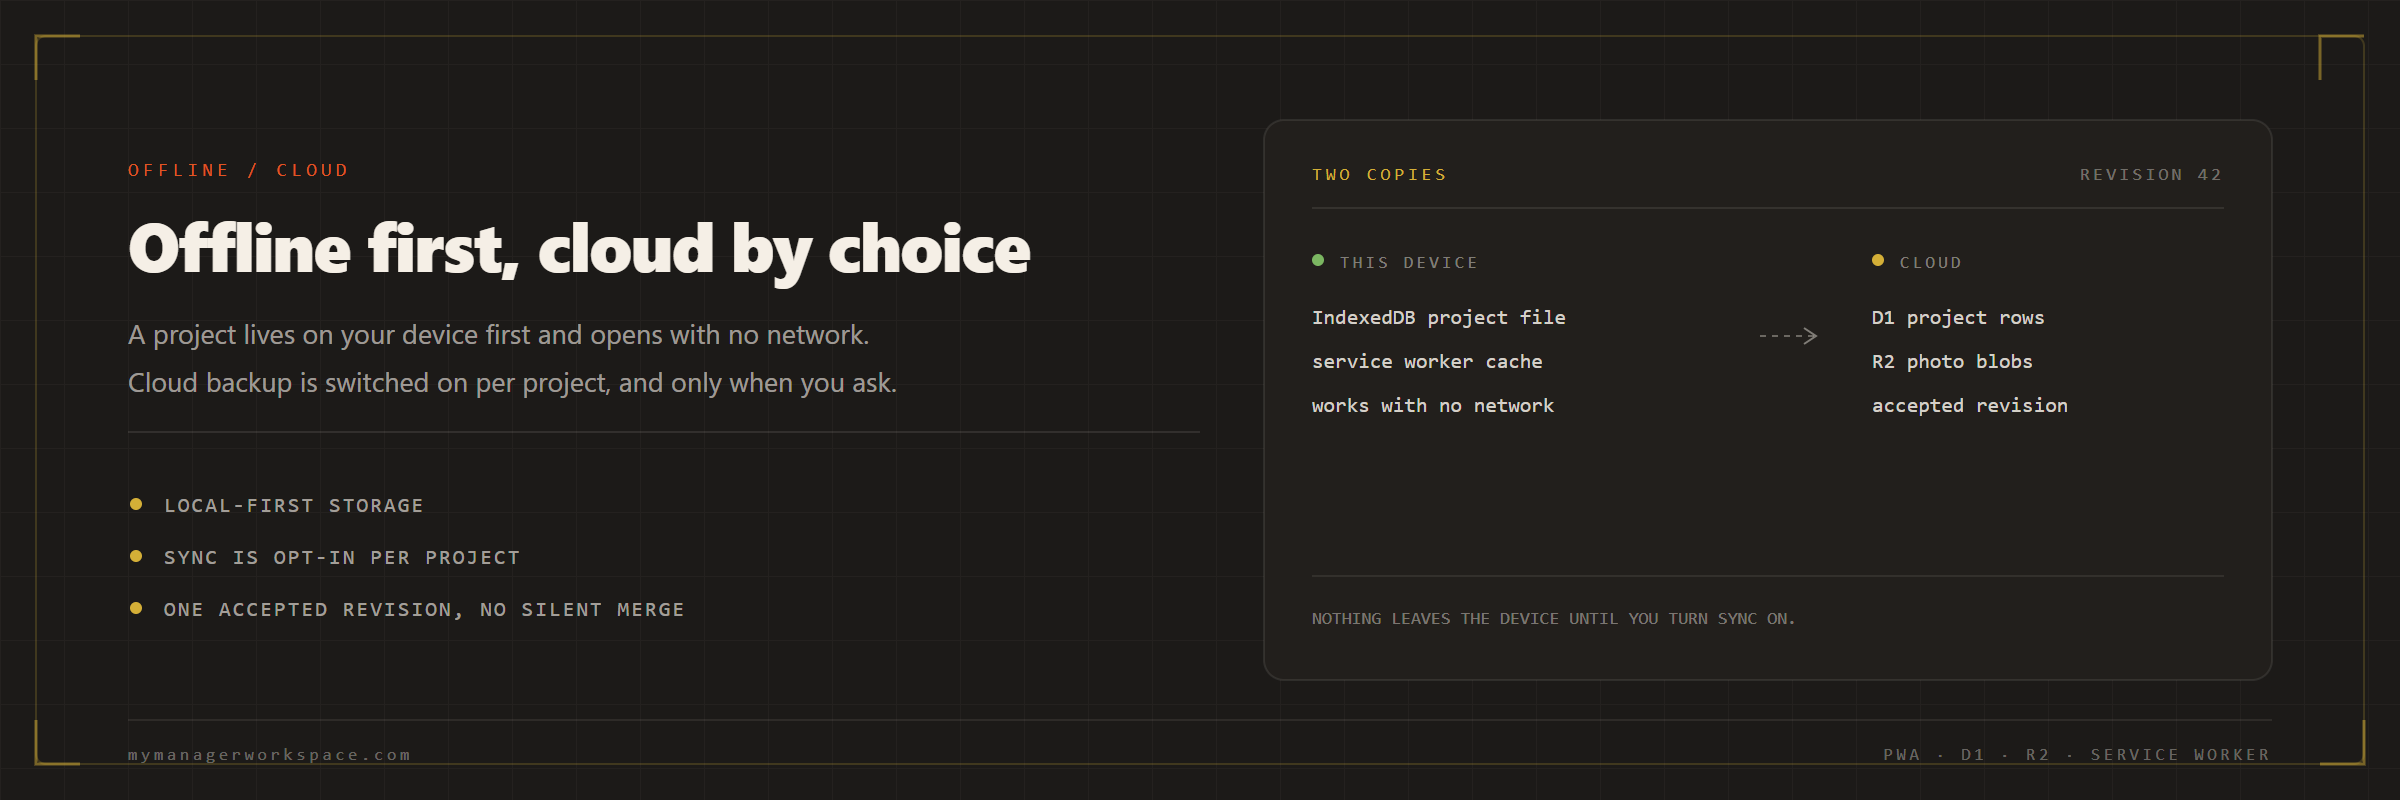 OFFLINE / CLOUD
Offline first, cloud by choice
A project lives on your device first and opens with no network.
Cloud backup is switched on per project, and only when you ask.
LOCAL-FIRST STORAGE
SYNC IS OPT-IN PER PROJECT
ONE ACCEPTED REVISION, NO SILENT MERGE
TWO COPIES
REVISION 42
THIS DEVICE
IndexedDB project file
service worker cache
works with no network
CLOUD
D1 project rows
R2 photo blobs
accepted revision
NOTHING LEAVES THE DEVICE UNTIL YOU TURN SYNC ON.
mymanagerworkspace.com
PWA · D1 · R2 · SERVICE WORKER